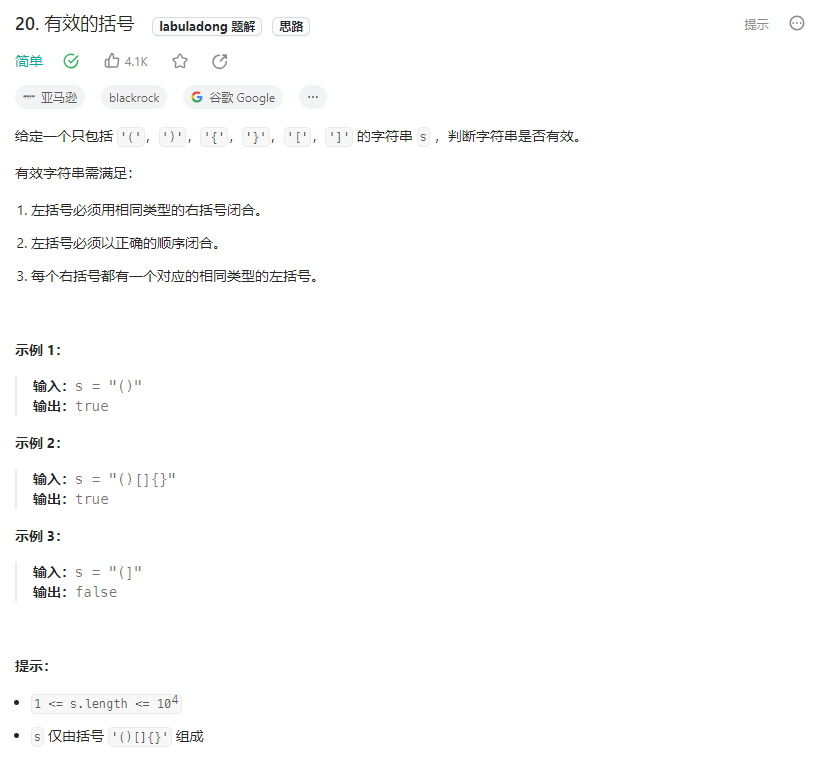 20. 有效的括号 labuladong 题解 思路 提示
简单 4.1K
亚马逊 blackrock 谷歌 Google ...
给定一个只包括 '('，')'，'{'，'}'，'['，']' 的字符串 s ，判断字符串是否有效。
有效字符串需满足：
1. 左括号必须用相同类型的右括号闭合。
2. 左括号必须以正确的顺序闭合。
3. 每个右括号都有一个对应的相同类型的左括号。
示例 1：
输入：s = "()"
输出：true
示例 2：
输入：s = "()[]{}"
输出：true
示例 3：
输入：s = "(]"
输出：false
提示：
• 1 <= s.length <= 10⁴
• s 仅由括号 '()[]{}' 组成